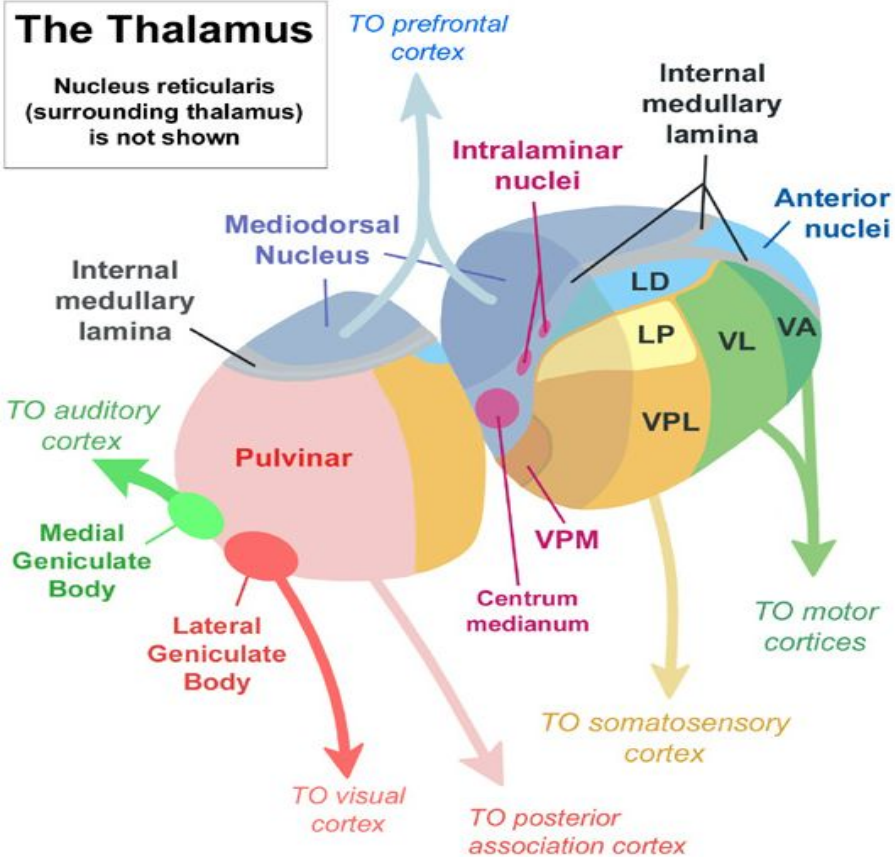 The Thalamus
Nucleus reticularis
(surrounding thalamus)
is not shown
TO prefrontal
cortex
Internal
medullary
lamina
Intralaminar
nuclei
Anterior
nuclei
Mediodorsal
Nucleus
Internal
medullary
lamina
LD
LP
VL
VA
VPL
TO auditory
cortex
Pulvinar
Medial
Geniculate
Body
VPM
Centrum
medianum
Lateral
Geniculate
Body
TO motor
cortices
TO somatosensory
cortex
TO visual
cortex
TO posterior
association cortex